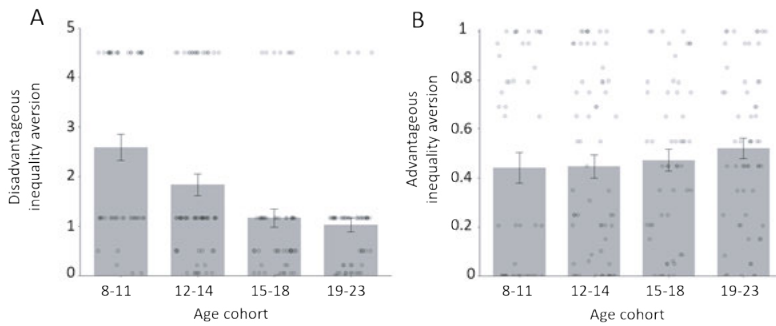 A
Disadvantageous
inequality aversion
5
4
3
2
1
0
8-11 12-14 15-18 19-23
Age cohort
B
Advantageous
inequality aversion
1
0.8
0.6
0.4
0.2
0
8-11 12-14 15-18 19-23
Age cohort